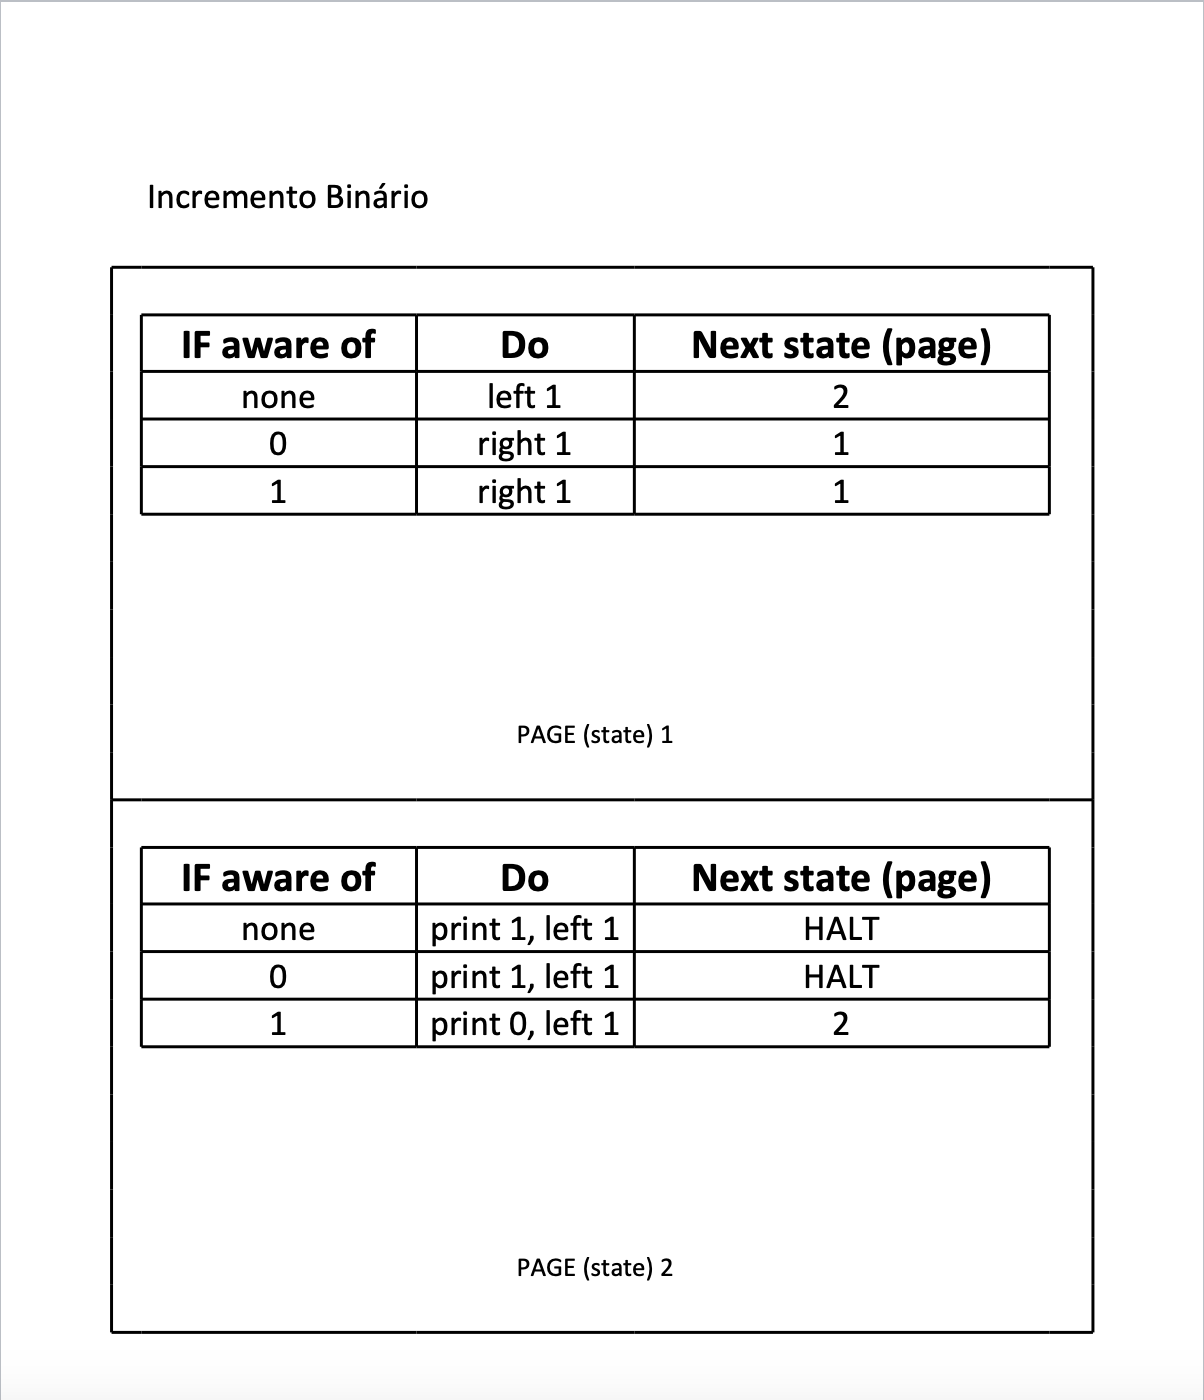 Incremento Binário
IF aware of Do Next state (page)
none left 1 2
0 right 1 1
1 right 1 1
PAGE (state) 1
IF aware of Do Next state (page)
none print 1, left 1 HALT
0 print 1, left 1 HALT
1 print 0, left 1 2
PAGE (state) 2